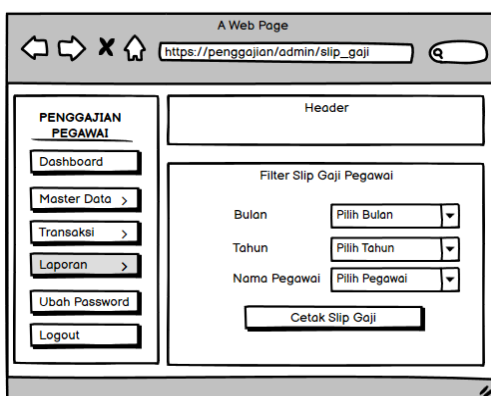 A Web Page
https://penggajian/admin/slip_gaji
PENGGAJIAN
PEGAWAI
Dashboard
Master Data >
Transaksi >
Laporan >
Ubah Password
Logout
Header
Filter Slip Gaji Pegawai
Bulan Pilih Bulan
Tahun Pilih Tahun
Nama Pegawai Pilih Pegawai
Cetak Slip Gaji